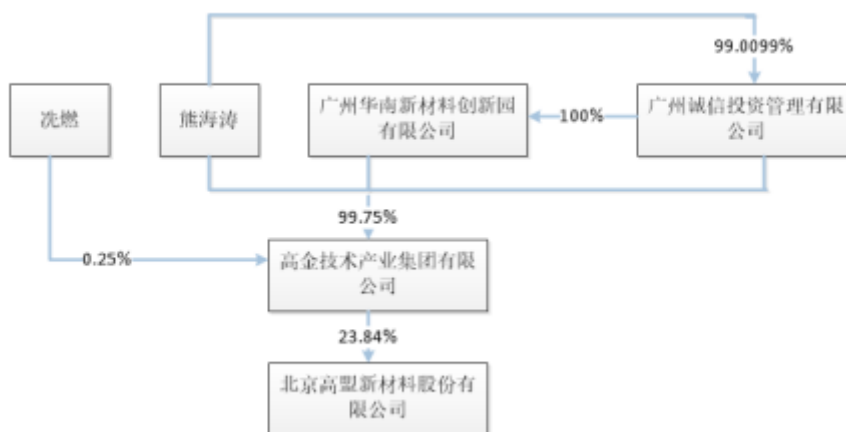 99.0099%
冼燃
熊海涛
广州华南新材料创新园
有限公司
100%
广州诚信投资管理有限
公司
99.75%
0.25%
高金技术产业集团有限
公司
23.84%
北京高盟新材料股份有
限公司